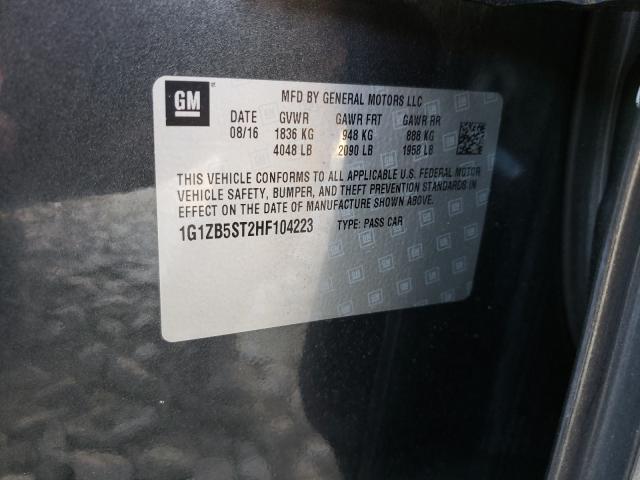 GM
MFD BY GENERAL MOTORS LLC
DATE GVWR GAWR FRT GAWR RR
08/16 1836 KG 948 KG 888 KG
4048 LB 2090 LB 1958 LB
THIS VEHICLE CONFORMS TO ALL APPLICABLE U.S. FEDERAL MOTOR
VEHICLE SAFETY, BUMPER, AND THEFT PREVENTION STANDARDS IN
EFFECT ON THE DATE OF MANUFACTURE SHOWN ABOVE.
1G1ZB5ST2HF104223 TYPE: PASS CAR